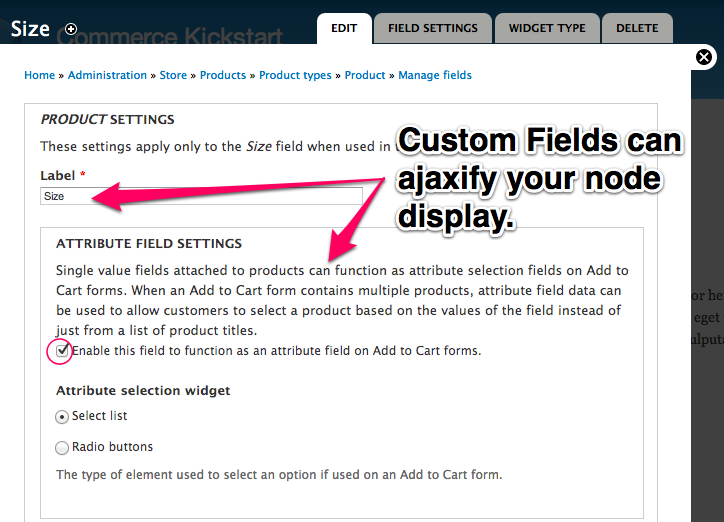 Size
Commerce Kickstart
EDIT
FIELD SETTINGS
WIDGET TYPE
DELETE
Home » Administration » Store » Products » Product types » Product » Manage fields
PRODUCT SETTINGS
These settings apply only to the Size field when used in
Custom Fields can
ajaxify your node
display.
Label *
Size
ATTRIBUTE FIELD SETTINGS
Single value fields attached to products can function as attribute selection fields on Add to
Cart forms. When an Add to Cart form contains multiple products, attribute field data can
be used to allow customers to select a product based on the values of the field instead of
just from a list of product titles.
Enable this field to function as an attribute field on Add to Cart forms.
Attribute selection widget
Select list
Radio buttons
The type of element used to select an option if used on an Add to Cart form.
or he
eget
ulputa